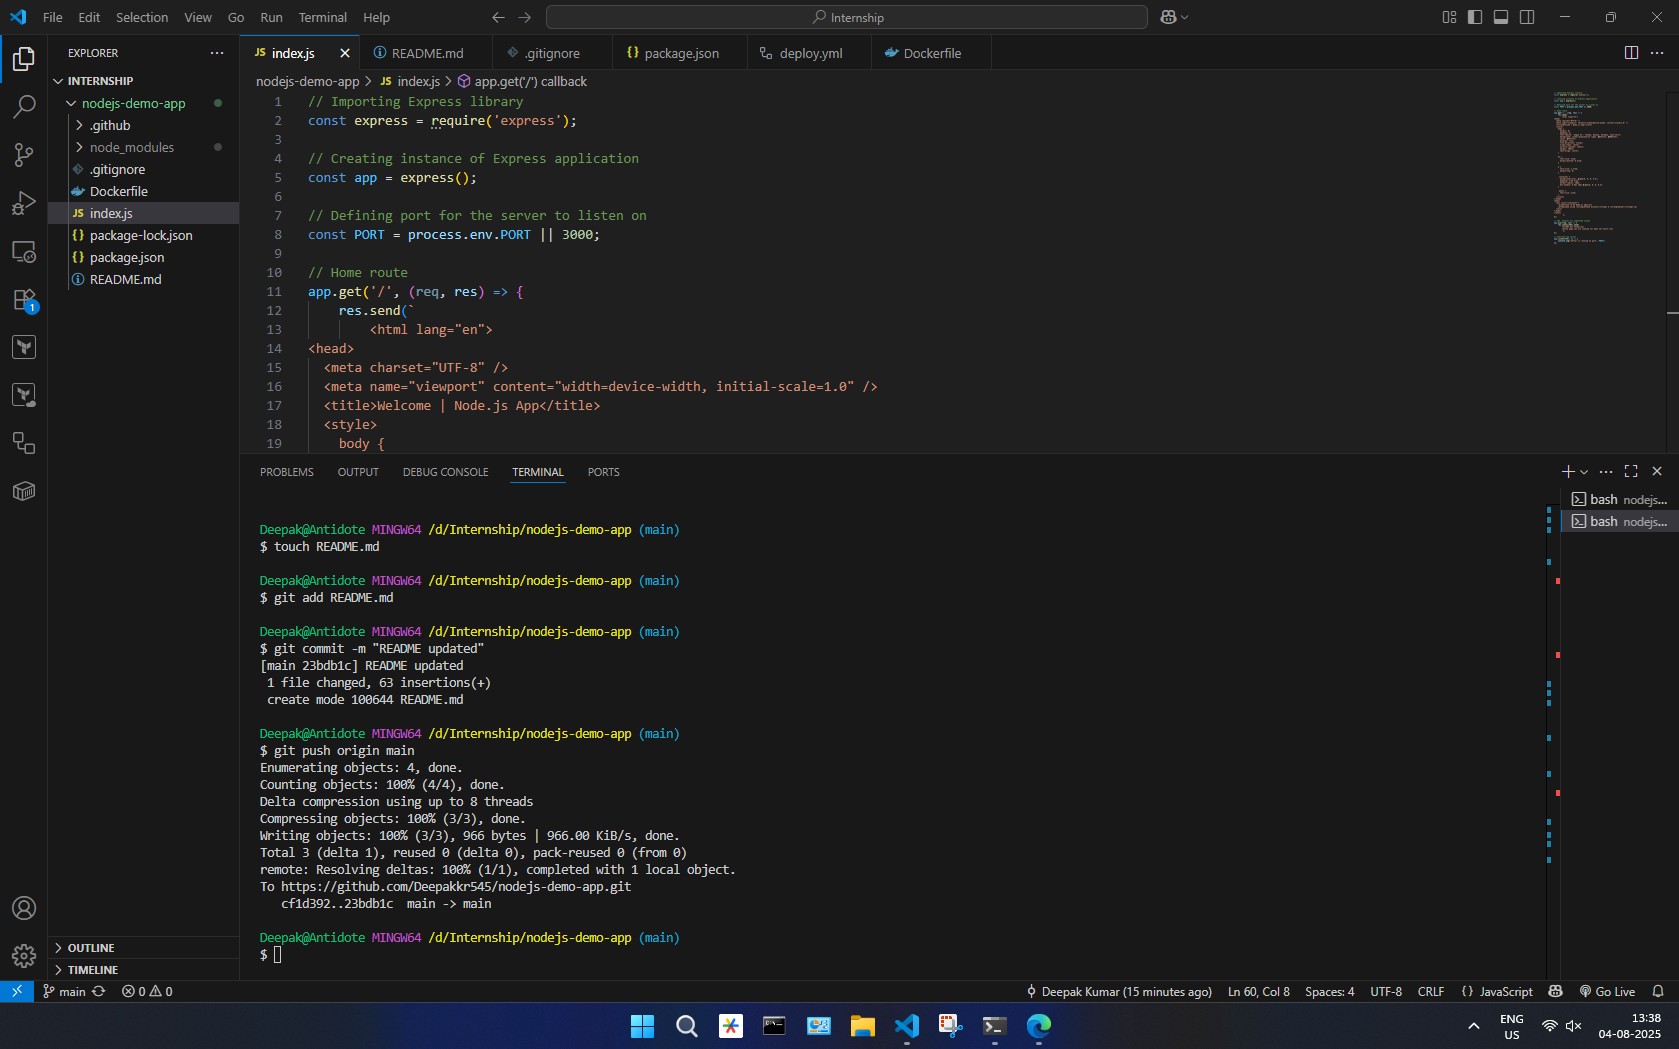 File Edit Selection View Go Run Terminal Help
Internship
EXPLORER
INTERNSHIP
nodejs-demo-app
.github
node_modules
.gitignore
Dockerfile
JS index.js
{} package-lock.json
{} package.json
README.md
OUTLINE
TIMELINE
1
JS index.js README.md .gitignore {} package.json deploy.yml Dockerfile
nodejs-demo-app > JS index.js > app.get('/') callback
1 // Importing Express library
2 const express = require('express');
3
4 // Creating instance of Express application
5 const app = express();
6
7 // Defining port for the server to listen on
8 const PORT = process.env.PORT || 3000;
9
10 // Home route
11 app.get('/', (req, res) => {
12 res.send(`
13 <html lang="en">
14 <head>
15 <meta charset="UTF-8" />
16 <meta name="viewport" content="width=device-width, initial-scale=1.0" />
17 <title>Welcome | Node.js App</title>
18 <style>
19 body {
PROBLEMS OUTPUT DEBUG CONSOLE TERMINAL PORTS
bash nodejs...
bash nodejs...
Deepak@Antidote MINGW64 /d/Internship/nodejs-demo-app (main)
$ touch README.md
Deepak@Antidote MINGW64 /d/Internship/nodejs-demo-app (main)
$ git add README.md
Deepak@Antidote MINGW64 /d/Internship/nodejs-demo-app (main)
$ git commit -m "README updated"
[main 23bdb1c] README updated
1 file changed, 63 insertions(+)
create mode 100644 README.md
Deepak@Antidote MINGW64 /d/Internship/nodejs-demo-app (main)
$ git push origin main
Enumerating objects: 4, done.
Counting objects: 100% (4/4), done.
Delta compression using up to 8 threads
Compressing objects: 100% (3/3), done.
Writing objects: 100% (3/3), 966 bytes | 966.00 KiB/s, done.
Total 3 (delta 1), reused 0 (delta 0), pack-reused 0 (from 0)
remote: Resolving deltas: 100% (1/1), completed with 1 local object.
To https://github.com/Deepakkr545/nodejs-demo-app.git
cf1d392..23bdb1c main -> main
Deepak@Antidote MINGW64 /d/Internship/nodejs-demo-app (main)
$
main 0 0 Deepak Kumar (15 minutes ago) Ln 60, Col 8 Spaces: 4 UTF-8 CRLF {} JavaScript Go Live
ENG
US
13:38
04-08-2025